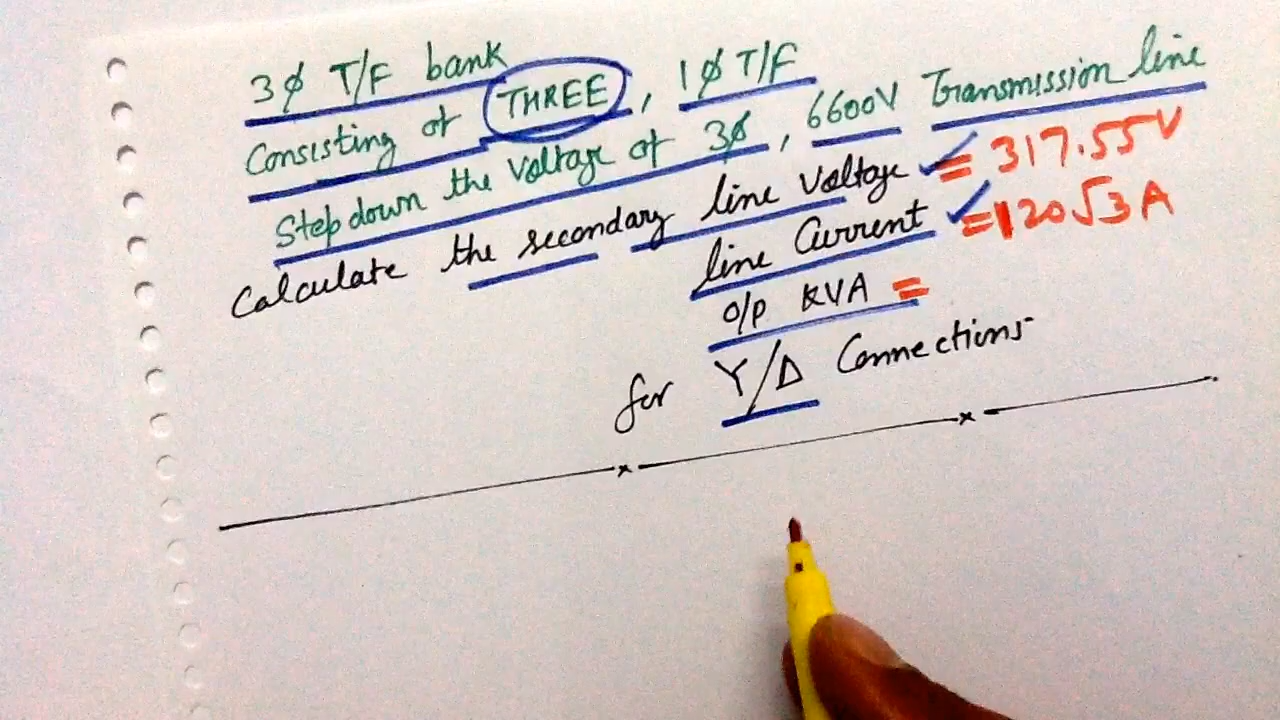 3ϕ T/F bank
Consisting of THREE, 1ϕ T/F
Step down the Voltage of 3ϕ, 6600V Transmission line
Calculate the secondary line Voltage = 317.55V
line Current = 120√3 A
O/P KVA =
for Y/Δ Connections